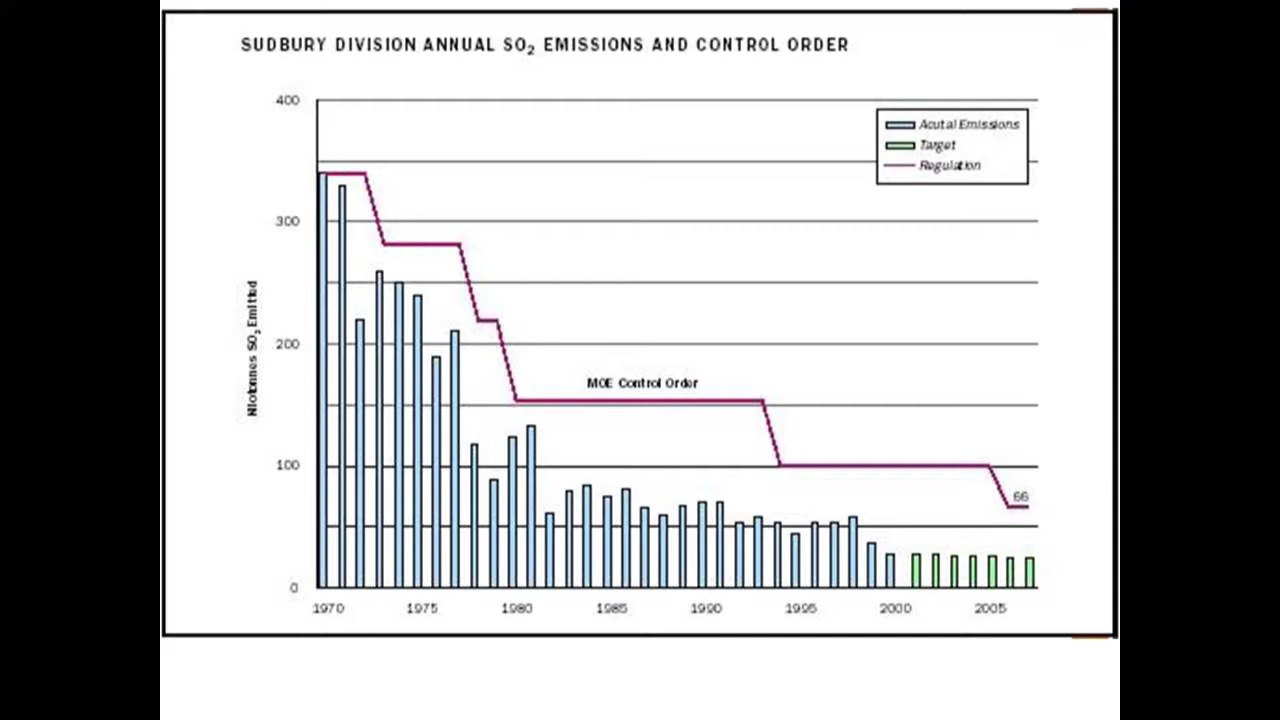 SUDBURY DIVISION ANNUAL SO2 EMISSIONS AND CONTROL ORDER
400
Acutal Emissions
Target
Regulation
300
200
100
0
SO2 Emitted
MOE Control Order
66
1970 1975 1980 1985 1990 1995 2000 2005